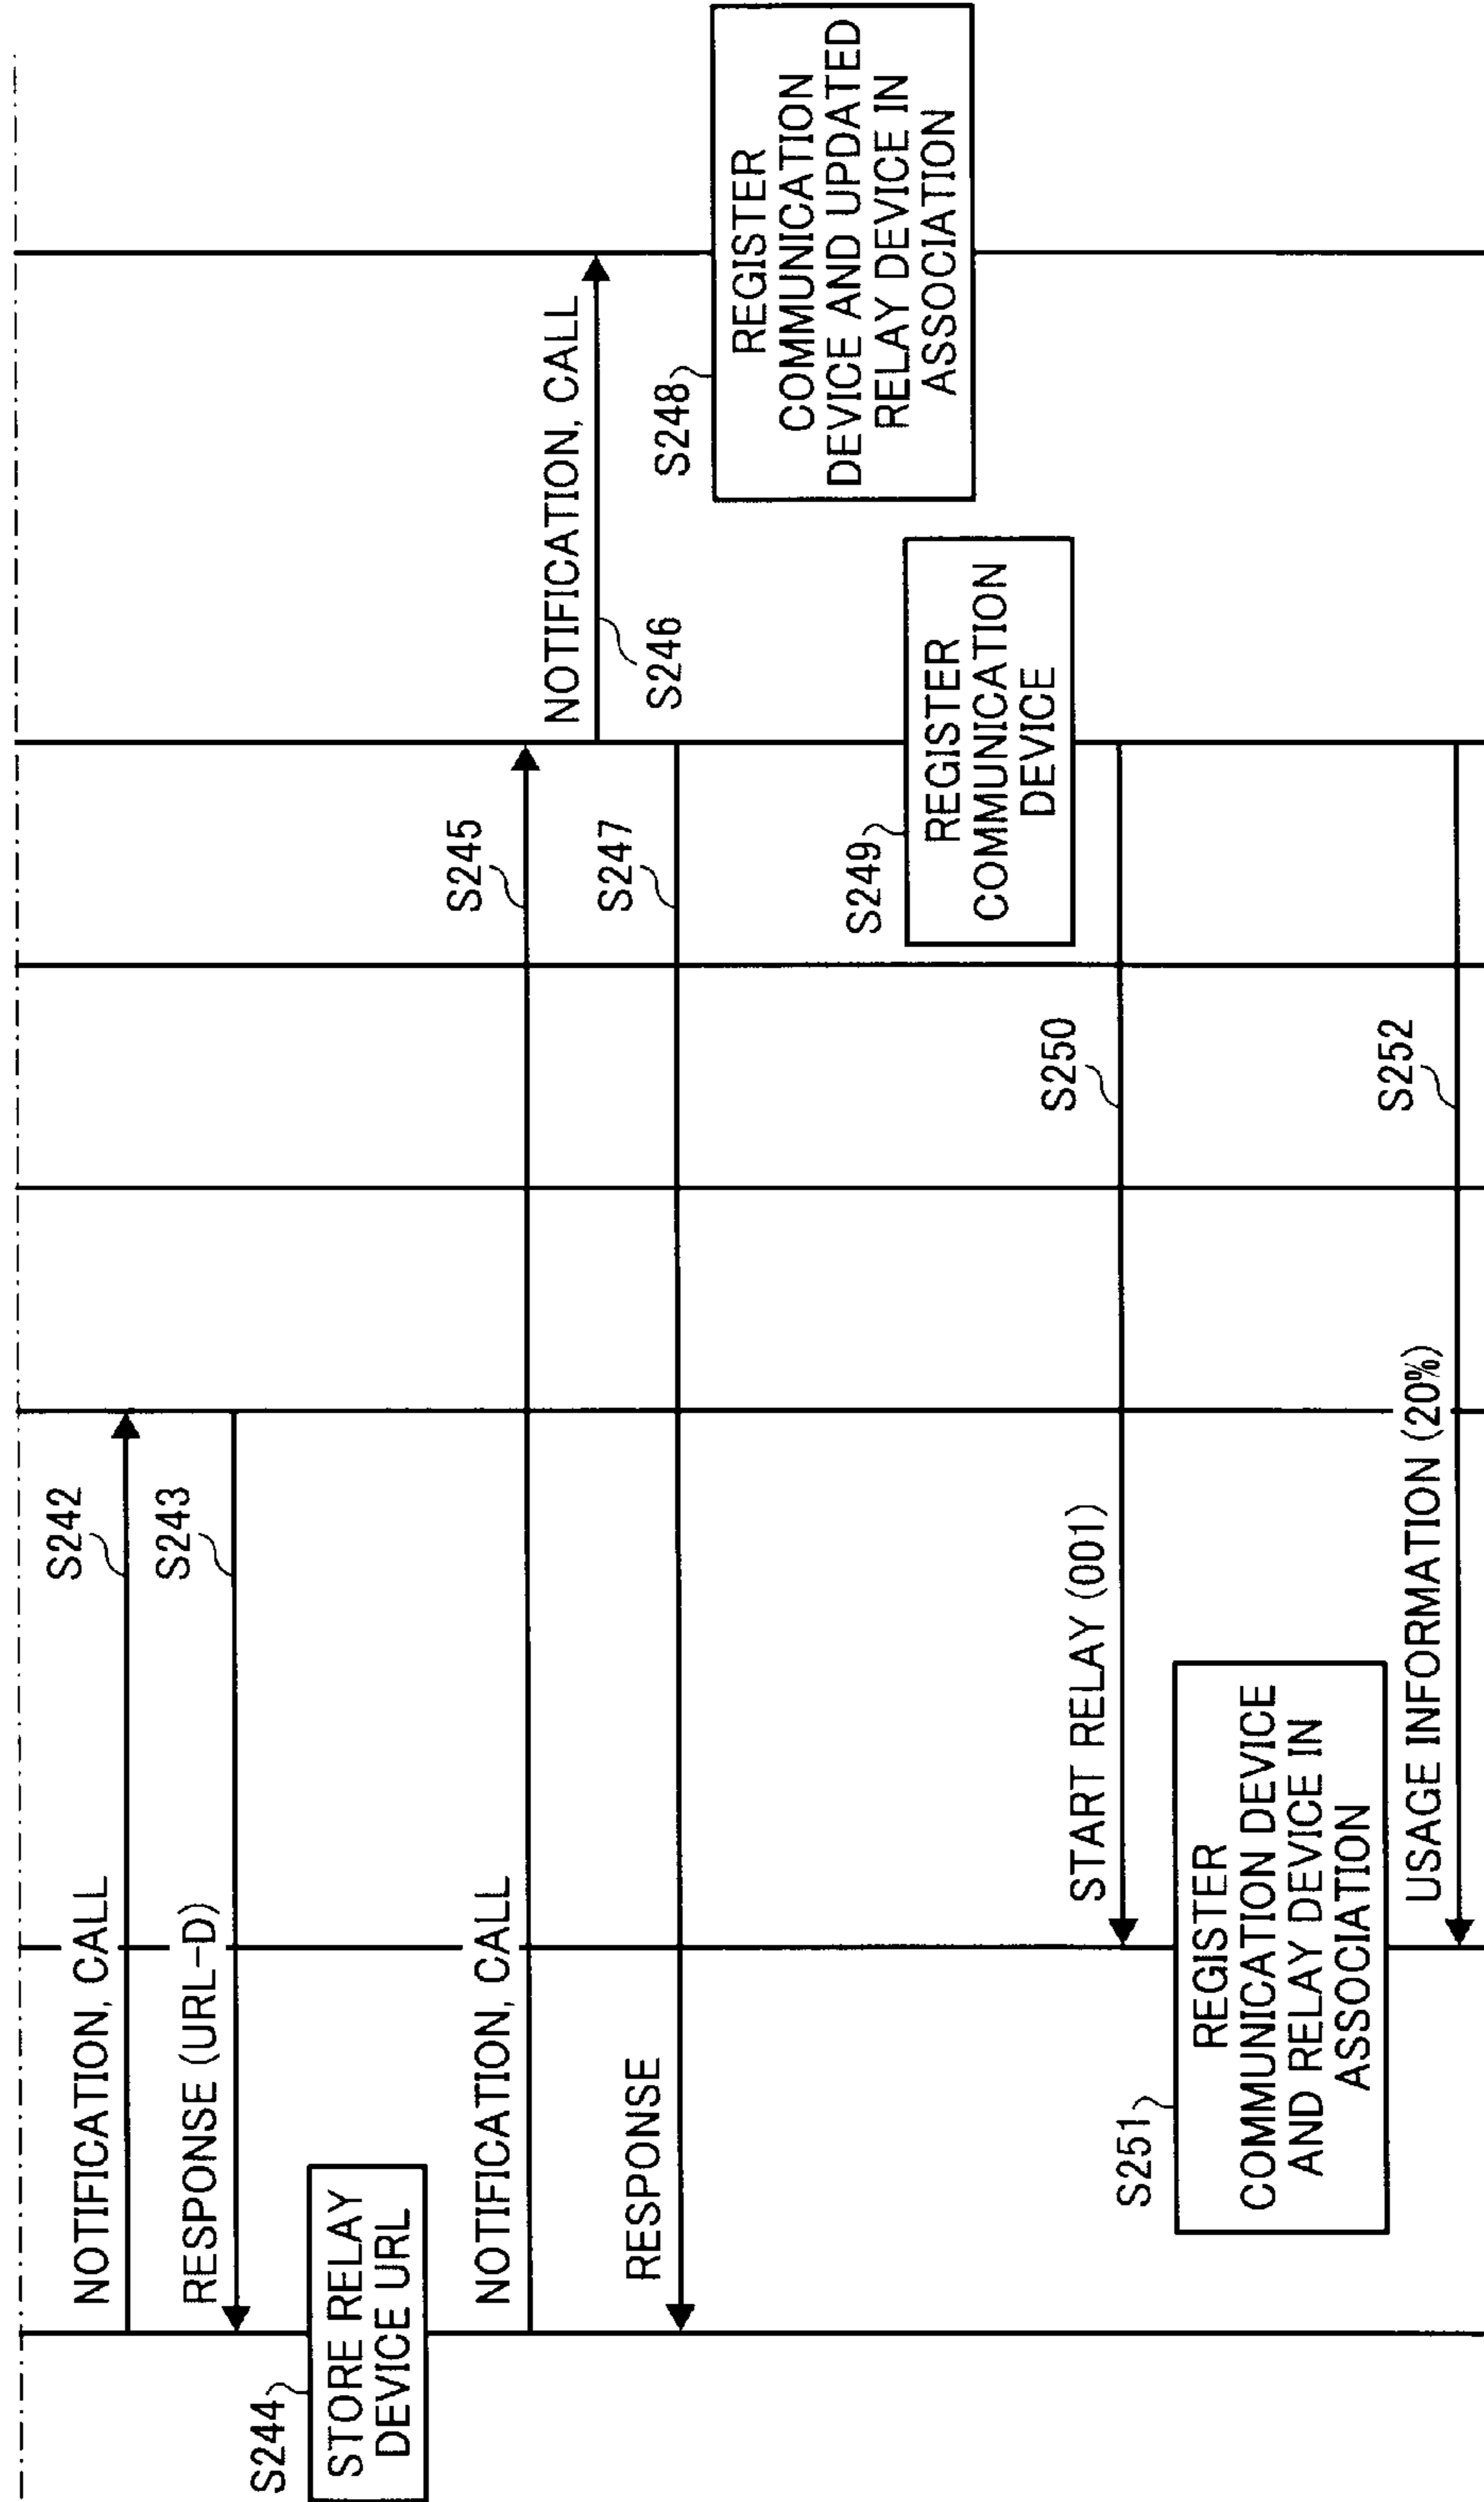 S242
NOTIFICATION, CALL
S243
RESPONSE (URL-D)
S244
STORE RELAY
DEVICE URL
S245
NOTIFICATION, CALL
NOTIFICATION, CALL
S246
S247
RESPONSE
S248
REGISTER
COMMUNICATION
DEVICE AND UPDATED
RELAY DEVICE IN
ASSOCIATION
S249
REGISTER
COMMUNICATION
DEVICE
S250
START RELAY (001)
S251
REGISTER
COMMUNICATION DEVICE
AND RELAY DEVICE IN
ASSOCIATION
S252
USAGE INFORMATION (20%)